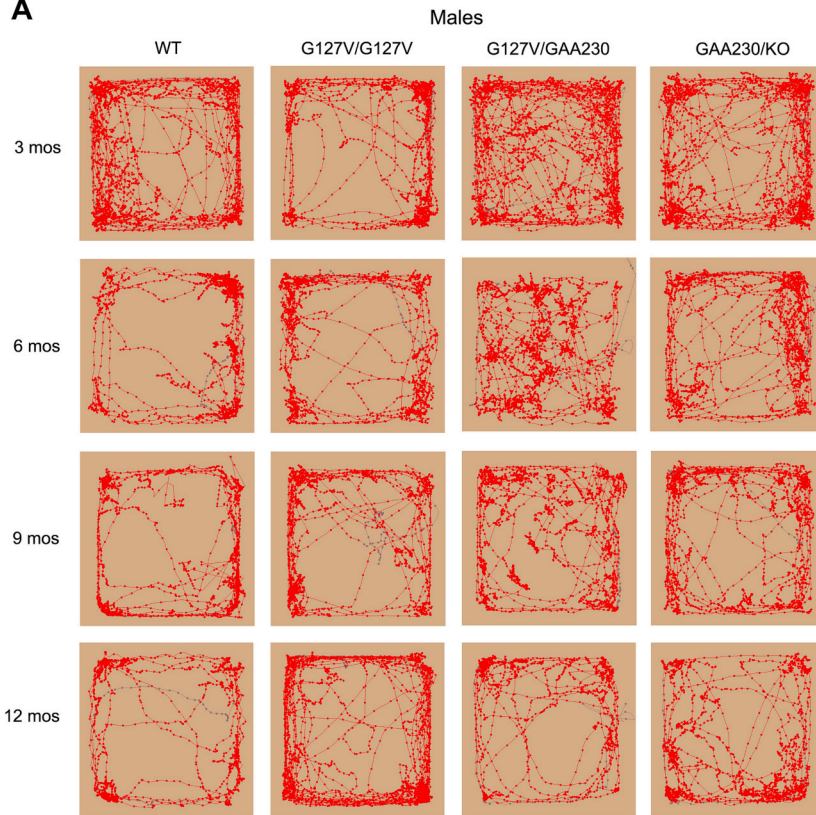 A
Males
WT G127V/G127V G127V/GAA230 GAA230/KO
3 mos
6 mos
9 mos
12 mos